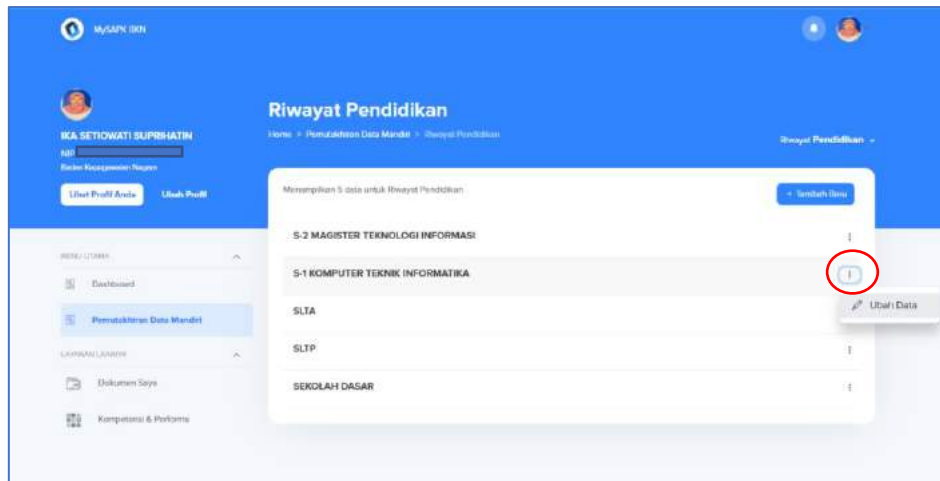 MySAPK BKN
IKA SETIOWATI SUPRIHATIN
NIP
Badan Kepegawaian Negara
Lihat Profil Anda
Ubah Profil
Riwayat Pendidikan
Home > Pemutakhiran Data Mandiri > Riwayat Pendidikan
Riwayat Pendidikan
Menampilkan 5 data untuk Riwayat Pendidikan
+ Tambah Baru
S-2 MAGISTER TEKNOLOGI INFORMASI
S-1 KOMPUTER TEKNIK INFORMATIKA
Ubah Data
SLTA
SLTP
SEKOLAH DASAR
MENU UTAMA
Dashboard
Pemutakhiran Data Mandiri
LAYANAN LAINNYA
Dokumen Saya
Kompetensi & Performa